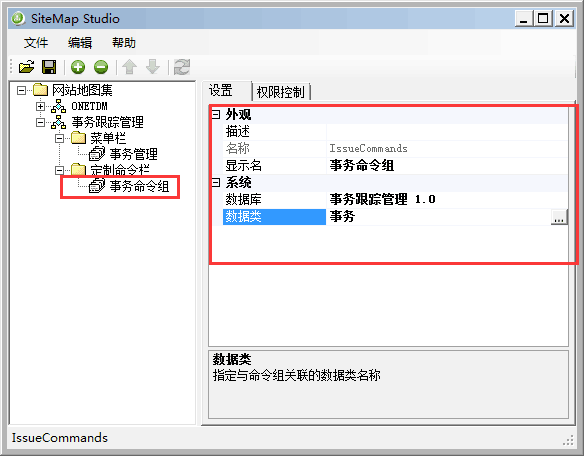 SiteMap Studio
文件 编辑 帮助
网站地图集
ONETDM
事务跟踪管理
菜单栏
事务管理
定制命令栏
事务命令组
设置 权限控制
外观
描述
名称 IssueCommands
显示名 事务命令组
系统
数据库 事务跟踪管理 1.0
数据类 事务 ...
数据类
指定与命令组关联的数据类名称
IssueCommands